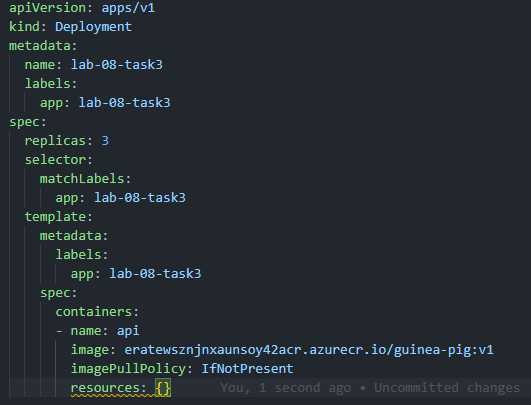 apiVersion: apps/v1
kind: Deployment
metadata:
  name: lab-08-task3
  labels:
    app: lab-08-task3
spec:
  replicas: 3
  selector:
    matchLabels:
      app: lab-08-task3
  template:
    metadata:
      labels:
        app: lab-08-task3
    spec:
      containers:
      - name: api
        image: eratewsznjnxaunsoy42acr.azurecr.io/guinea-pig:v1
        imagePullPolicy: IfNotPresent
        resources: {}    You, 1 second ago • Uncommitted changes